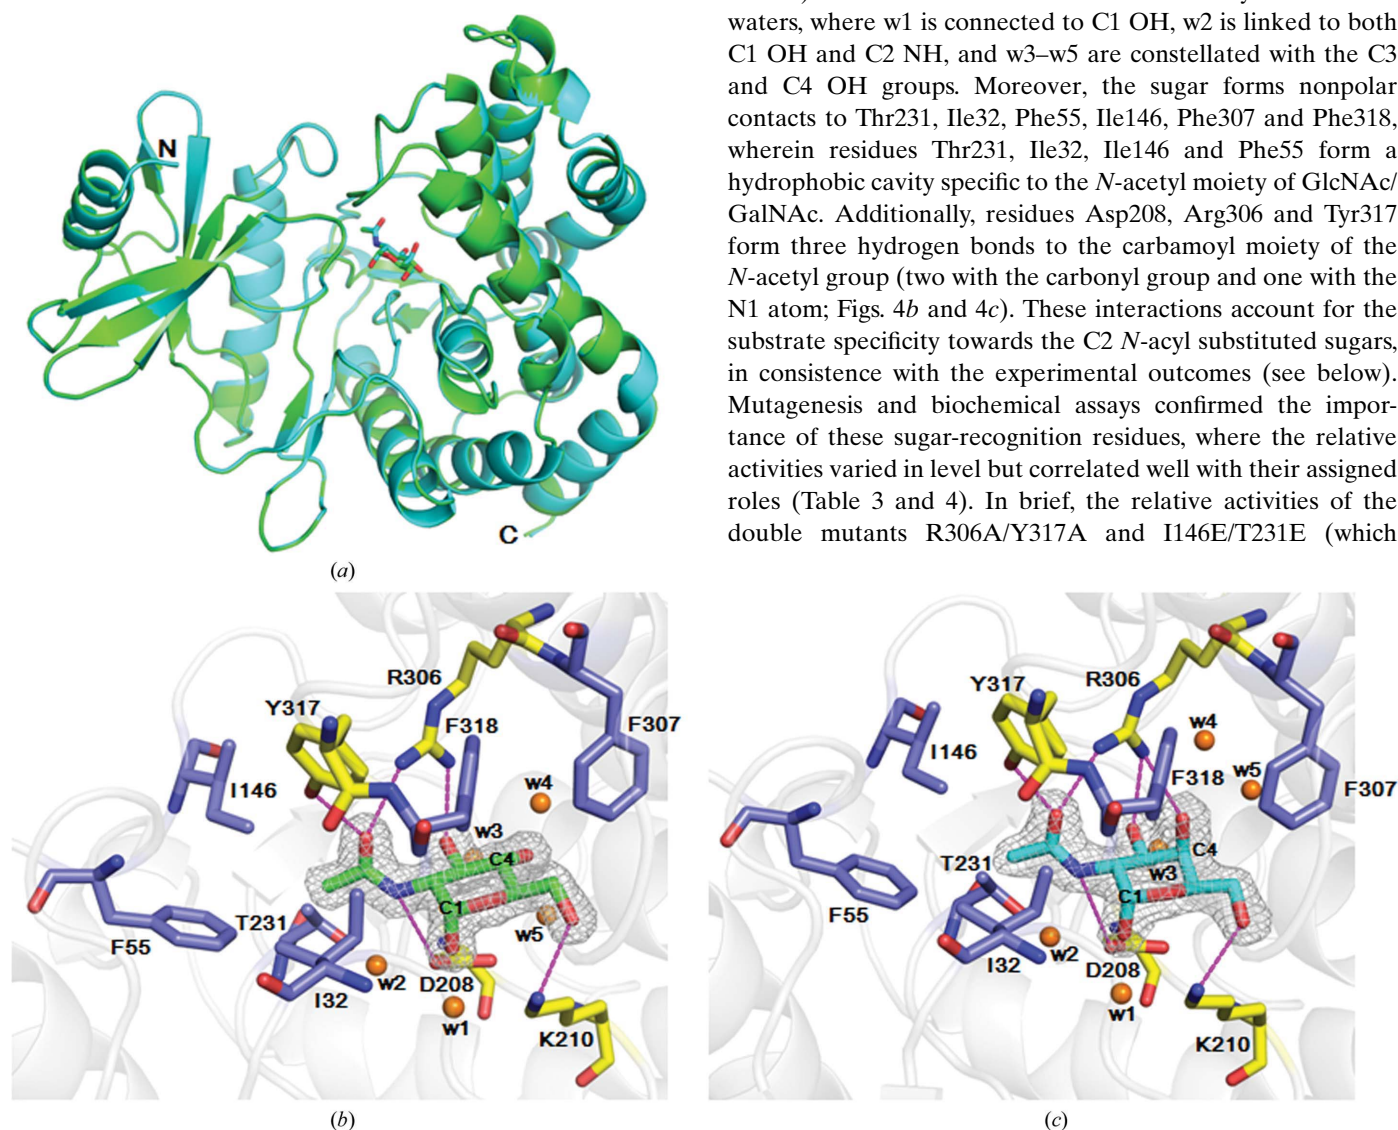 waters, where w1 is connected to C1 OH, w2 is linked to both
C1 OH and C2 NH, and w3–w5 are constellated with the C3
and C4 OH groups. Moreover, the sugar forms nonpolar
contacts to Thr231, Ile32, Phe55, Ile146, Phe307 and Phe318,
wherein residues Thr231, Ile32, Ile146 and Phe55 form a
hydrophobic cavity specific to the N-acetyl moiety of GlcNAc/
GalNAc. Additionally, residues Asp208, Arg306 and Tyr317
form three hydrogen bonds to the carbamoyl moiety of the
N-acetyl group (two with the carbonyl group and one with the
N1 atom; Figs. 4b and 4c). These interactions account for the
substrate specificity towards the C2 N-acyl substituted sugars,
in consistence with the experimental outcomes (see below).
Mutagenesis and biochemical assays confirmed the impor-
tance of these sugar-recognition residues, where the relative
activities varied in level but correlated well with their assigned
roles (Table 3 and 4). In brief, the relative activities of the
double mutants R306A/Y317A and I146E/T231E (which
N
C
(a)
R306
Y317
F318
F307
I146
w4
w3
C4
T231
C1
F55
w5
I32
w2
D208
w1
K210
(b)
R306
Y317
w4
I146
F318
w5
F307
C4
T231
w3
C1
F55
w2
I32
D208
w1
K210
(c)